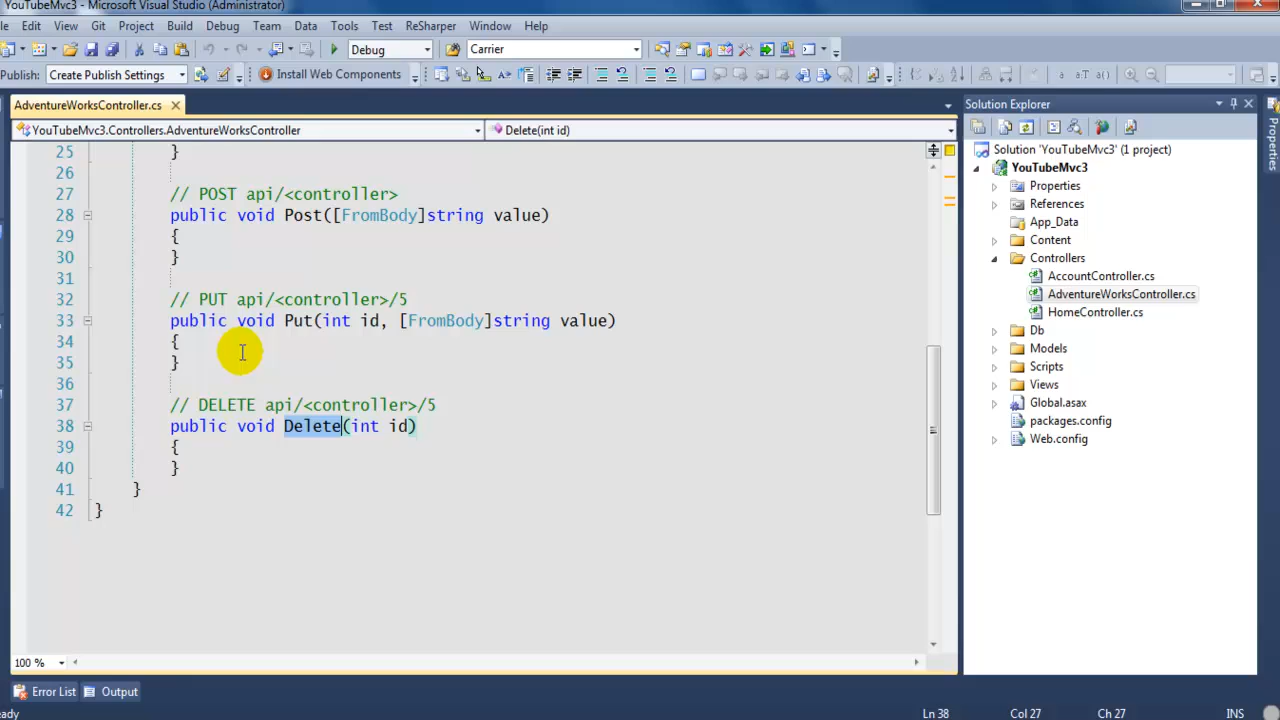 YouTubeMvc3 - Microsoft Visual Studio (Administrator)
le Edit View Git Project Build Debug Team Data Tools Test ReSharper Window Help
Debug Carrier
Publish: Create Publish Settings Install Web Components
AdventureWorksController.cs
YouTubeMvc3.Controllers.AdventureWorksController Delete(int id)
25 }
26
27 // POST api/<controller>
28 public void Post([FromBody]string value)
29 {
30 }
31
32 // PUT api/<controller>/5
33 public void Put(int id, [FromBody]string value)
34 {
35 }
36
37 // DELETE api/<controller>/5
38 public void Delete(int id)
39 {
40 }
41 }
42 }
100 %
Solution Explorer
Solution 'YouTubeMvc3' (1 project)
YouTubeMvc3
Properties
References
App_Data
Content
Controllers
AccountController.cs
AdventureWorksController.cs
HomeController.cs
Db
Models
Scripts
Views
Global.asax
packages.config
Web.config
Properties
Error List Output
eady Ln 38 Col 27 Ch 27 INS